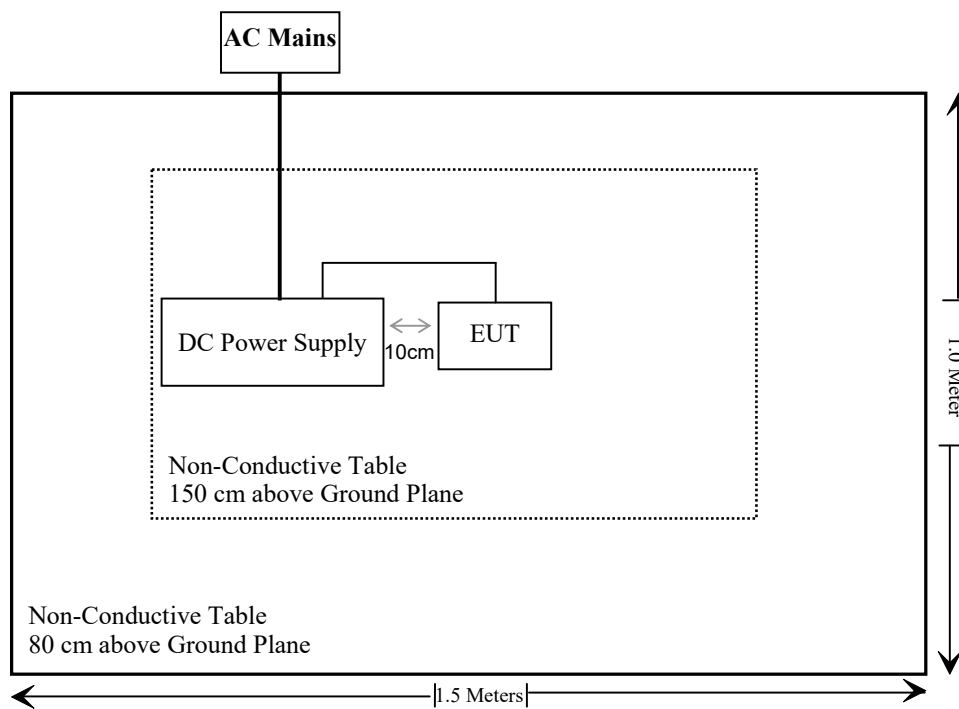 AC Mains
DC Power Supply
10cm
EUT
1.0 Meter
Non-Conductive Table
150 cm above Ground Plane
Non-Conductive Table
80 cm above Ground Plane
1.5 Meters